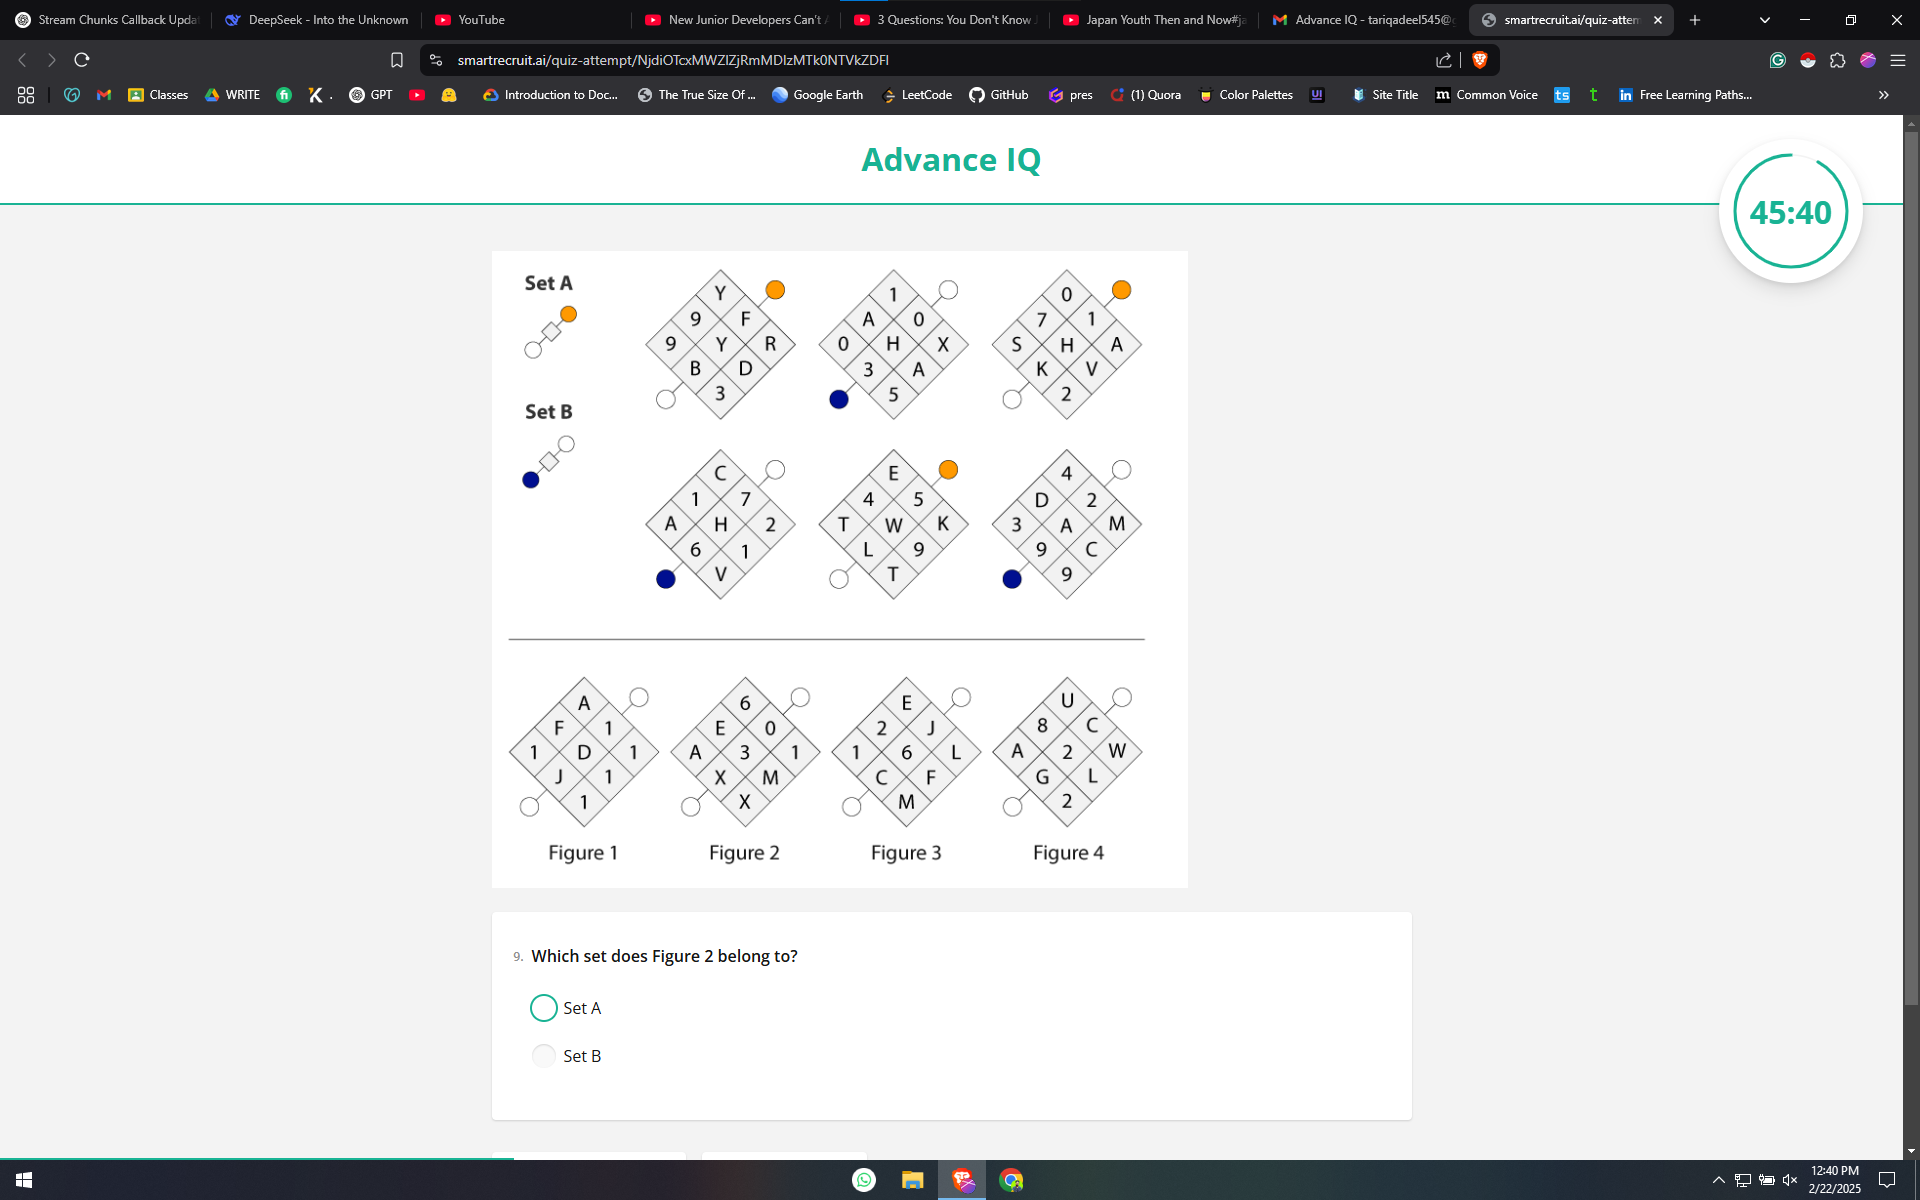 Stream Chunks Callback Upda
DeepSeek - Into the Unknown
YouTube
New Junior Developers Can't
3 Questions: You Don't Know
Japan Youth Then and Now#ja
Advance IQ - tariqadeel545@g
smartrecruit.ai/quiz-attem
smartrecruit.ai/quiz-attempt/NjdiOTcxMWZlZjRmMDIzMTk0NTVkZDFl
Classes
WRITE
K .
GPT
Introduction to Doc...
The True Size Of ...
Google Earth
LeetCode
GitHub
pres
(1) Quora
Color Palettes
UI
Site Title
m Common Voice
ts
t
in Free Learning Paths...
Advance IQ
45:40
Set A
Set B
Y
9 F
9 Y R
B D
3
1
A 0
0 H X
3 A
5
0
7 1
S H A
K V
2
C
1 7
A H 2
6 1
V
E
4 5
T W K
L 9
T
4
D 2
3 A M
9 C
9
A
F 1
1 D 1
J 1
1
Figure 1
6
E 0
A 3 1
X M
X
Figure 2
E
2 J
1 6 L
C F
M
Figure 3
U
8 C
A 2 W
G L
2
Figure 4
9. Which set does Figure 2 belong to?
Set A
Set B
12:40 PM
2/22/2025